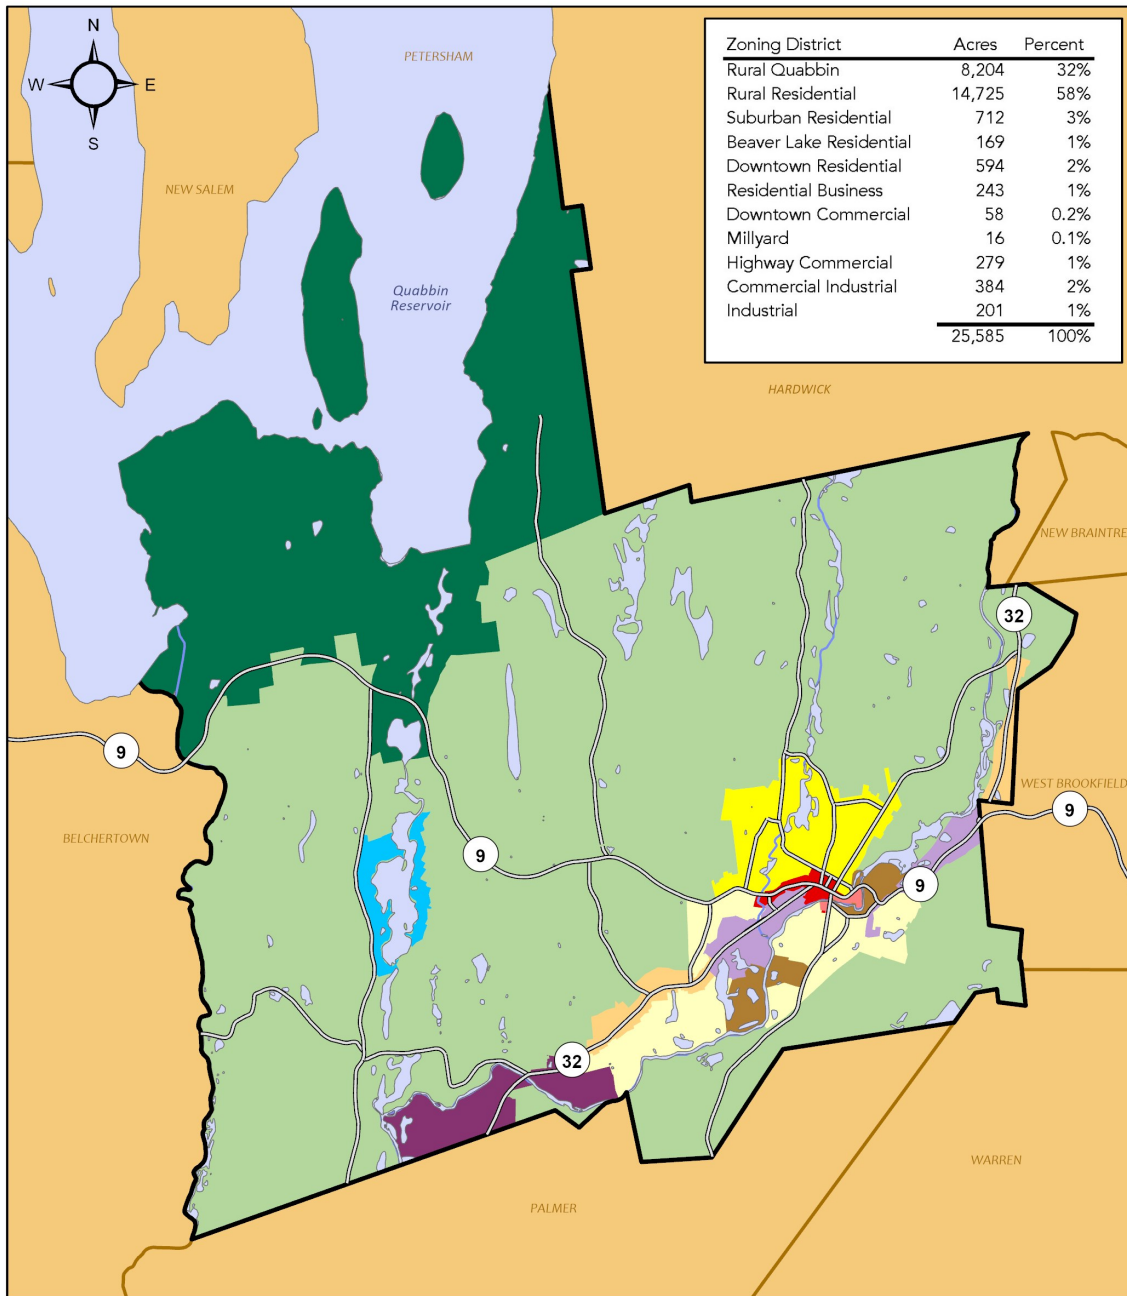 N
W E
S
PETERSHAM
NEW SALEM
Quabbin
Reservoir
Zoning District Acres Percent
Rural Quabbin 8,204 32%
Rural Residential 14,725 58%
Suburban Residential 712 3%
Beaver Lake Residential 169 1%
Downtown Residential 594 2%
Residential Business 243 1%
Downtown Commercial 58 0.2%
Millyard 16 0.1%
Highway Commercial 279 1%
Commercial Industrial 384 2%
Industrial 201 1%
25,585 100%
HARDWICK
NEW BRAINTRE
32
9
WEST BROOKFIELD
9
BELCHERTOWN
9
9
32
WARREN
PALMER